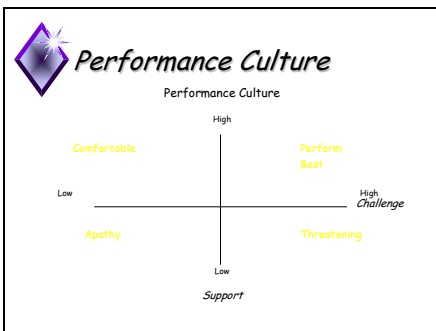 Performance Culture
Performance Culture
High
Comfortable
Perform
Best
Low
High
Challenge
Apathy
Threatening
Low
Support